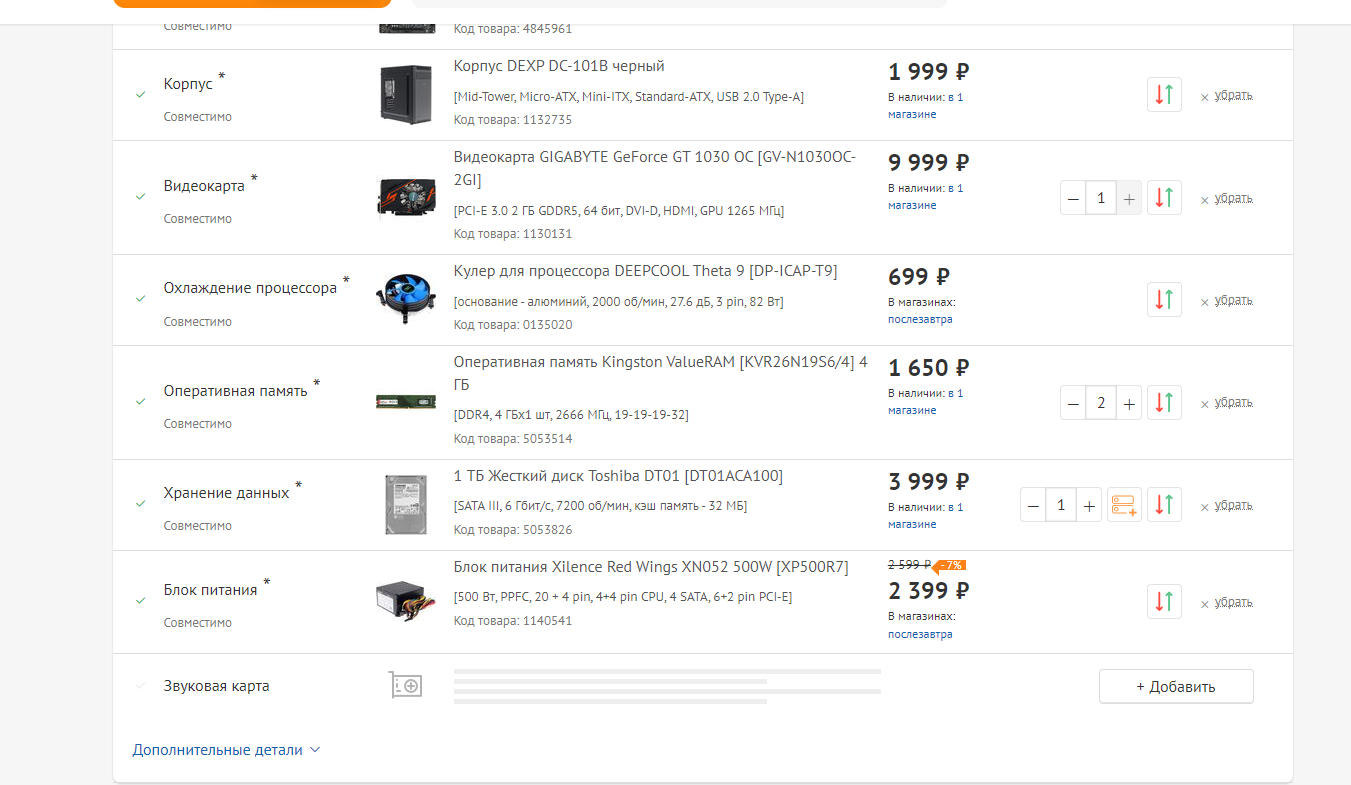 Совместимо
Код товара: 4845961
Корпус *
Совместимо
Корпус DEXP DC-101B черный
[Mid-Tower, Micro-ATX, Mini-ITX, Standard-ATX, USB 2.0 Type-A]
Код товара: 1132735
1 999 ₽
В наличии: в 1
магазине
× убрать
Видеокарта *
Совместимо
Видеокарта GIGABYTE GeForce GT 1030 OC [GV-N1030OC-
2GI]
[PCI-E 3.0 2 ГБ GDDR5, 64 бит, DVI-D, HDMI, GPU 1265 МГц]
Код товара: 1130131
9 999 ₽
В наличии: в 1
магазине
− 1 +
× убрать
Охлаждение процессора *
Совместимо
Кулер для процессора DEEPCOOL Theta 9 [DP-ICAP-T9]
[основание - алюминий, 2000 об/мин, 27.6 дБ, 3 pin, 82 Вт]
Код товара: 0135020
699 ₽
В магазинах:
послезавтра
× убрать
Оперативная память *
Совместимо
Оперативная память Kingston ValueRAM [KVR26N19S6/4] 4
ГБ
[DDR4, 4 ГБx1 шт, 2666 МГц, 19-19-19-32]
Код товара: 5053514
1 650 ₽
В наличии: в 1
магазине
− 2 +
× убрать
Хранение данных *
Совместимо
1 ТБ Жесткий диск Toshiba DT01 [DT01ACA100]
[SATA III, 6 Гбит/с, 7200 об/мин, кэш память - 32 МБ]
Код товара: 5053826
3 999 ₽
В наличии: в 1
магазине
− 1 +
× убрать
Блок питания *
Совместимо
Блок питания Xilence Red Wings XN052 500W [XP500R7]
[500 Вт, PPFC, 20 + 4 pin, 4+4 pin CPU, 4 SATA, 6+2 pin PCI-E]
Код товара: 1140541
2 599 ₽ -7%
2 399 ₽
В магазинах:
послезавтра
× убрать
Звуковая карта
+ Добавить
Дополнительные детали